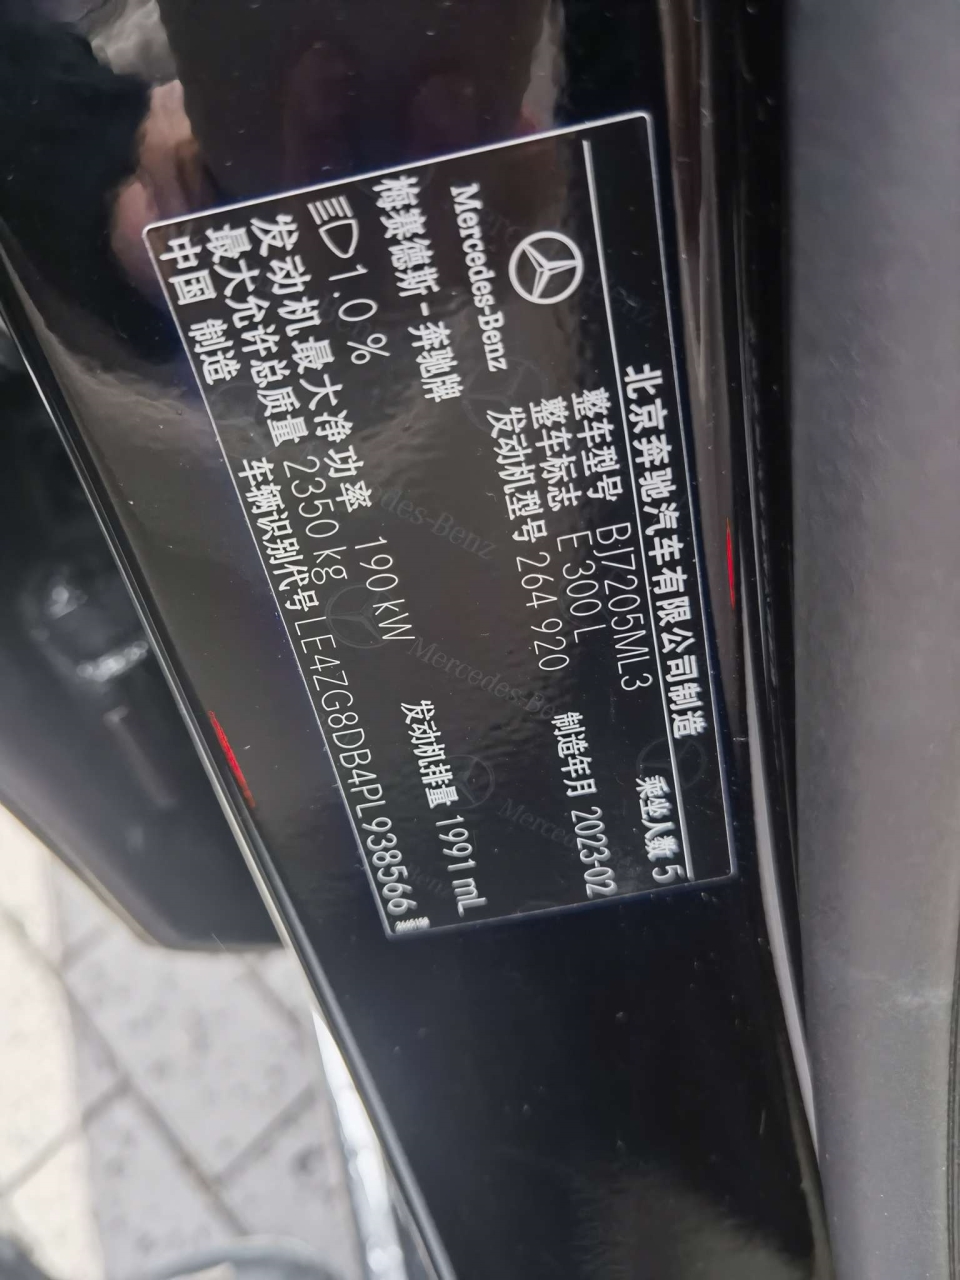 北京奔驰汽车有限公司制造
Mercedes-Benz
梅赛德斯-奔驰牌
整车型号 BJ7205ML3
乘坐人数 5
整车标志 E 300 L
制造年月 2023-02
发动机型号 264 920
1.0 %
发动机最大净功率 190 kW
发动机排量 1991 mL
最大允许总质量 2350 kg
中国 制造
车辆识别代号 LE4ZG8DB4PL938566